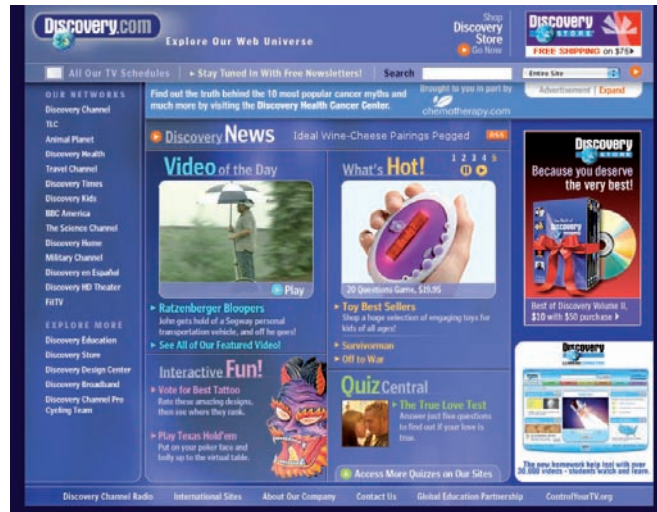 Discovery.com
Explore Our Web Universe
Shop
Discovery
Store
Go Now
Discovery
STORE
FREE SHIPPING on $75
All Our TV Schedules
Stay Tuned In With Free Newsletters!
Search
Entire Site
OUR NETWORKS
Discovery Channel
TLC
Animal Planet
Discovery Health
Travel Channel
Discovery Times
Discovery Kids
BBC America
The Science Channel
Discovery Home
Military Channel
Discovery en Español
Discovery HD Theater
FitTV
EXPLORE MORE
Discovery Education
Discovery Store
Discovery Design Center
Discovery Broadband
Discovery Channel Pro
Cycling Team
Find out the truth behind the 10 most popular cancer myths and
much more by visiting the Discovery Health Cancer Center.
Brought to you in part by
chemotherapy.com
Advertisement | Expand
Discovery News
Ideal Wine-Cheese Pairings Pegged
RSS
Video of the Day
Play
Ratzenberger Bloopers
John gets hold of a Segway personal
transportation vehicle, and off he goes!
See All of Our Featured Video!
What's Hot!
1 2 3 4 5
20 Questions Game, $19.95
Toy Best Sellers
Shop a huge selection of engaging toys for
kids of all ages!
Survivorman
Off to War
Interactive Fun!
Vote for Best Tattoo
Rate these amazing designs,
then see where they rank.
Play Texas Hold'em
Put on your poker face and
belly up to the virtual table.
Quiz Central
The True Love Test
Answer just five questions
to find out if your love is
true.
Access More Quizzes on Our Sites
Discovery
STORE
Because you deserve
the very best!
Best of Discovery Volume II,
$10 with $50 purchase
Discovery
The new homework help tool with over
30,000 videos - students watch and learn.
Discovery Channel Radio
International Sites
About Our Company
Contact Us
Global Education Partnership
ControlYourTV.org